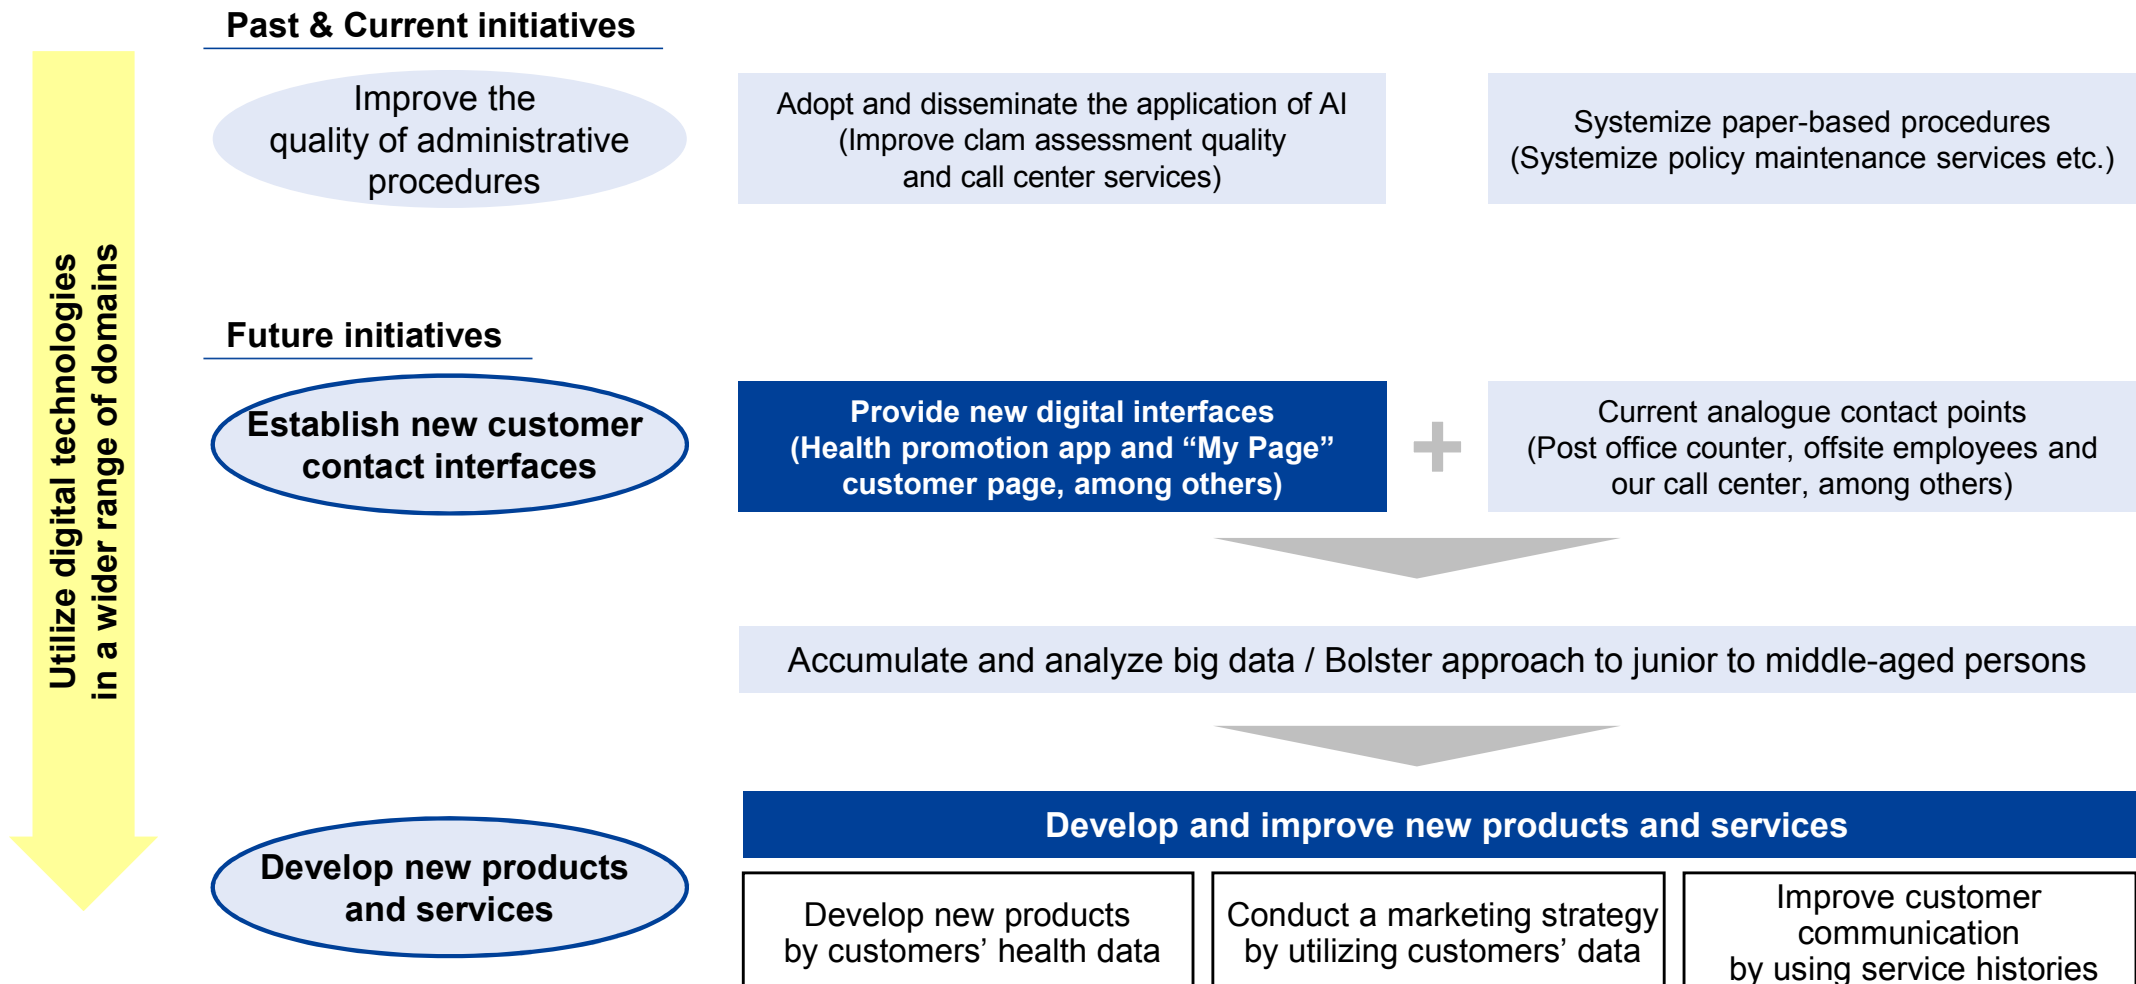 Past & Current initiatives
Improve the
quality of administrative
procedures
Adopt and disseminate the application of AI
(Improve clam assessment quality
and call center services)
Systemize paper-based procedures
(Systemize policy maintenance services etc.)
Utilize digital technologies
in a wider range of domains
Future initiatives
Establish new customer
contact interfaces
Provide new digital interfaces
(Health promotion app and “My Page”
customer page, among others)
+
Current analogue contact points
(Post office counter, offsite employees and
our call center, among others)
Accumulate and analyze big data / Bolster approach to junior to middle-aged persons
Develop new products
and services
Develop and improve new products and services
Develop new products
by customers’ health data
Conduct a marketing strategy
by utilizing customers’ data
Improve customer
communication
by using service histories